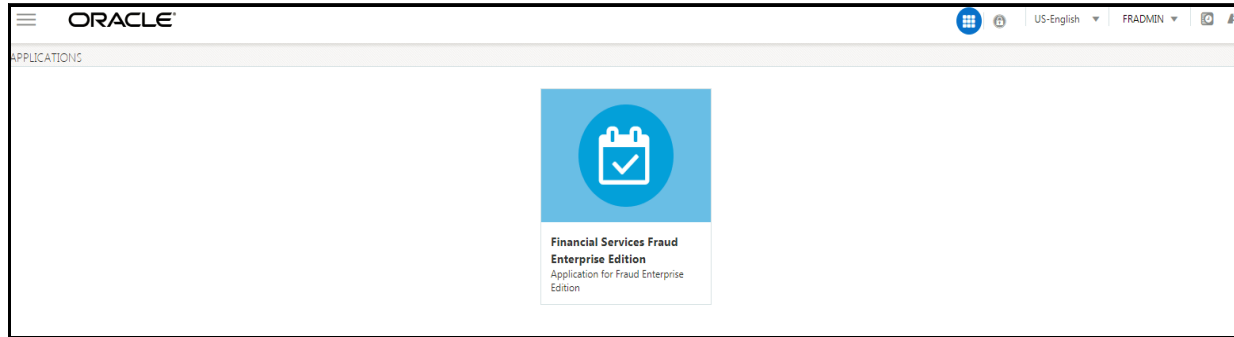 ORACLE
US-English
FRADMIN
APPLICATIONS
Financial Services Fraud
Enterprise Edition
Application for Fraud Enterprise
Edition